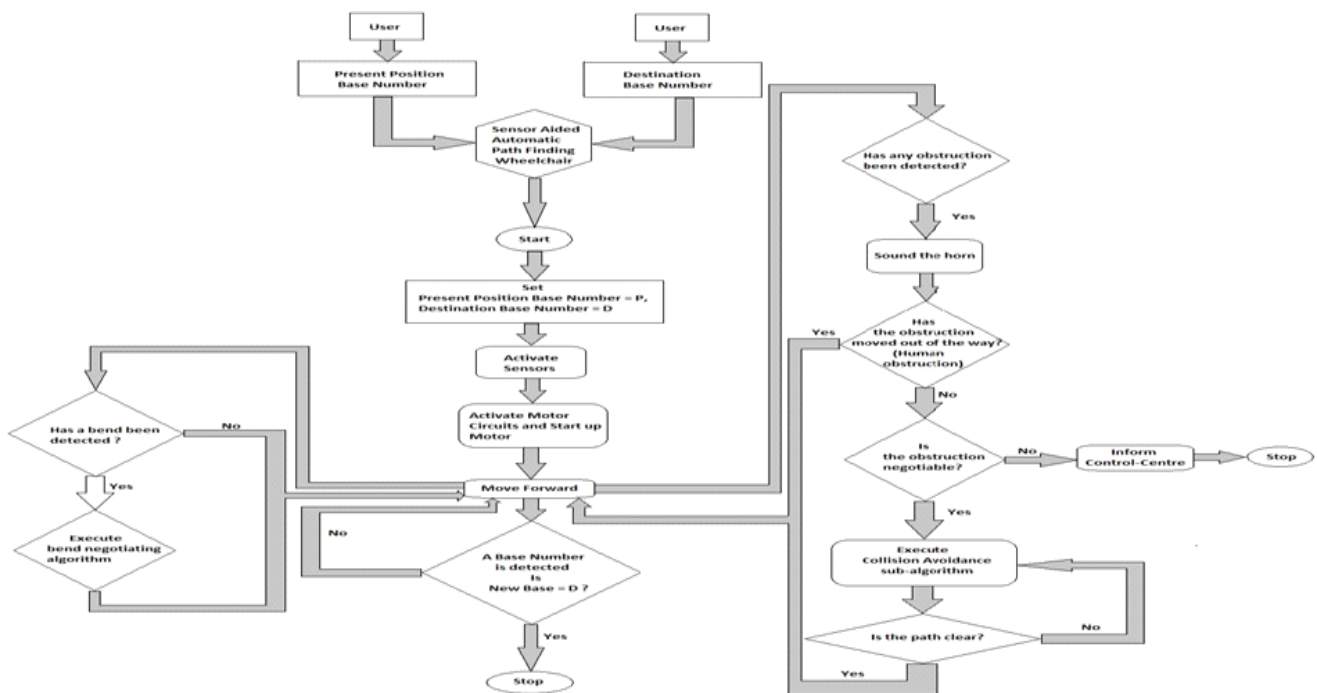 User
User
Present Position
Base Number
Destination
Base Number
Sensor Aided
Automatic
Path Finding
Wheelchair
Has any obstruction
been detected?
Yes
Start
Sound the horn
Set
Present Position Base Number = P,
Destination Base Number = D
Has
the obstruction
moved out of the way?
(Human
obstruction)
Yes
No
Activate
Sensors
Activate Motor
Circuits and Start up
Motor
Has a bend been
detected ?
No
Yes
Is
the obstruction
negotiable?
No
Inform
Control-Centre
Stop
Yes
Move Forward
Execute
bend negotiating
algorithm
No
A Base Number
is detected
Is
New Base = D ?
Execute
Collision Avoidance
sub-algorithm
No
Is the path clear?
Yes
Yes
Stop